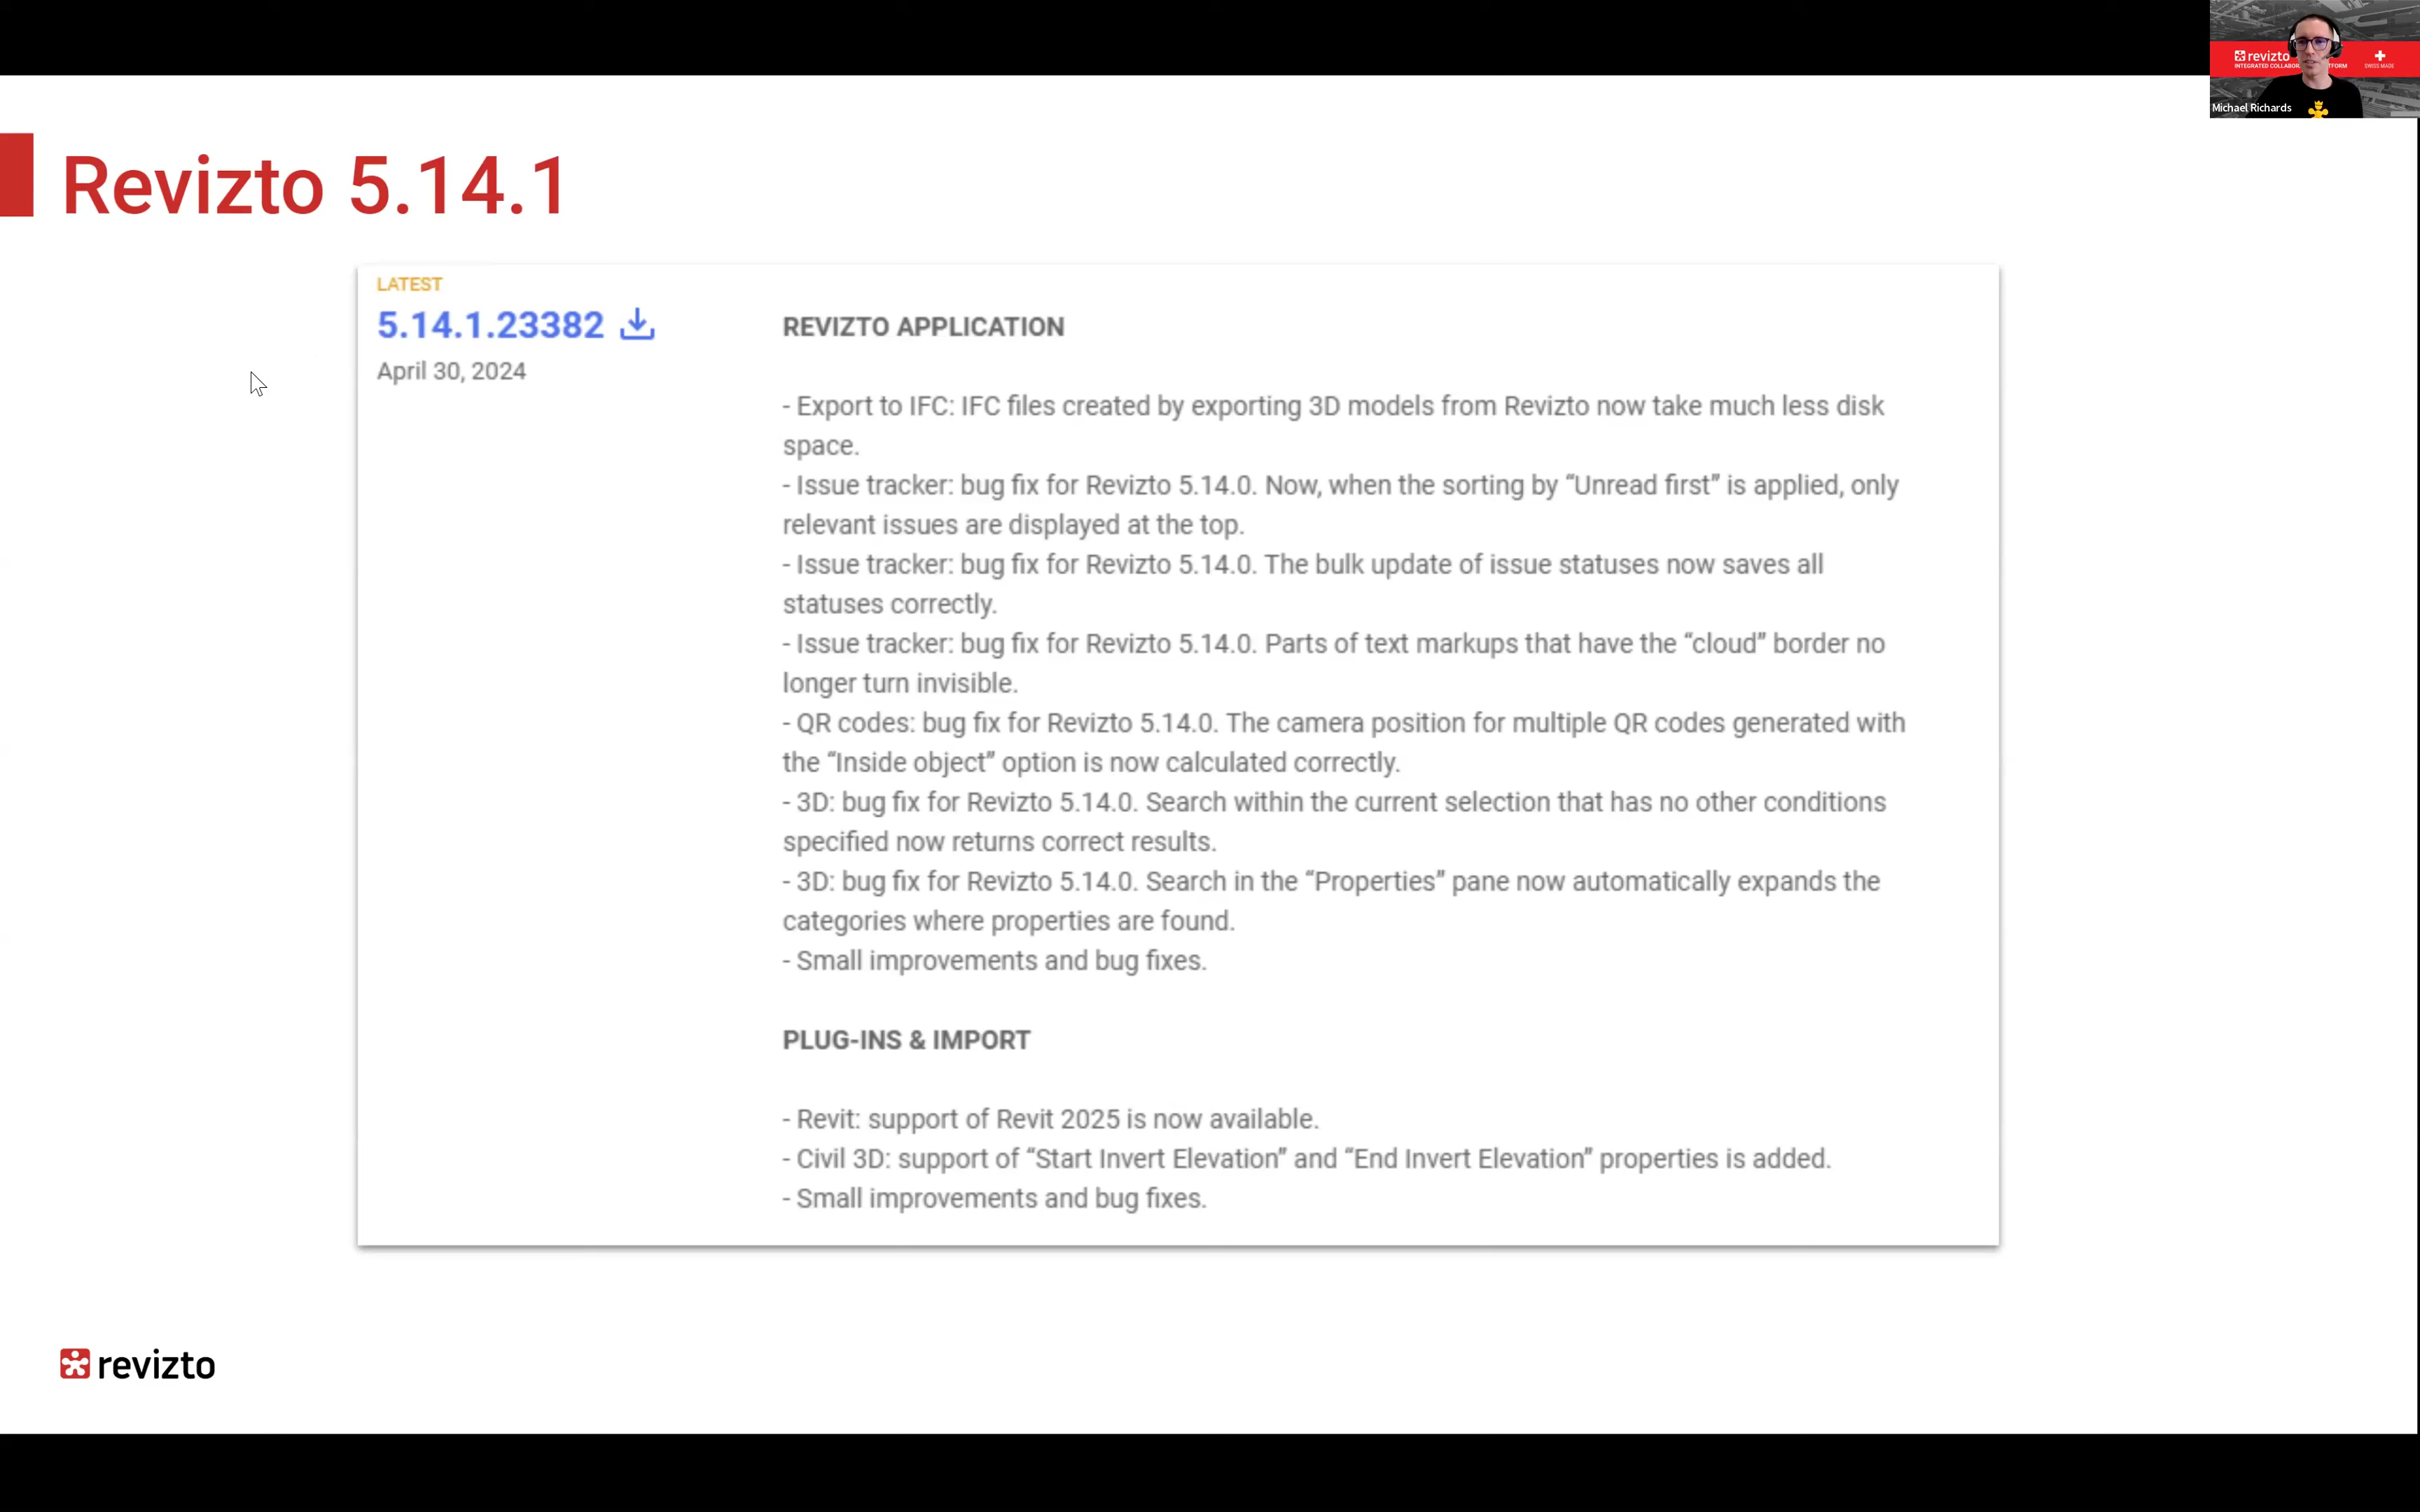 revizto
INTEGRATED COLLABOR TFORM
SWISS MADE
Michael Richards
Revizto 5.14.1
LATEST
5.14.1.23382
April 30, 2024
REVIZTO APPLICATION
- Export to IFC: IFC files created by exporting 3D models from Revizto now take much less disk
space.
- Issue tracker: bug fix for Revizto 5.14.0. Now, when the sorting by “Unread first” is applied, only
relevant issues are displayed at the top.
- Issue tracker: bug fix for Revizto 5.14.0. The bulk update of issue statuses now saves all
statuses correctly.
- Issue tracker: bug fix for Revizto 5.14.0. Parts of text markups that have the “cloud” border no
longer turn invisible.
- QR codes: bug fix for Revizto 5.14.0. The camera position for multiple QR codes generated with
the “Inside object” option is now calculated correctly.
- 3D: bug fix for Revizto 5.14.0. Search within the current selection that has no other conditions
specified now returns correct results.
- 3D: bug fix for Revizto 5.14.0. Search in the “Properties” pane now automatically expands the
categories where properties are found.
- Small improvements and bug fixes.
PLUG-INS & IMPORT
- Revit: support of Revit 2025 is now available.
- Civil 3D: support of “Start Invert Elevation” and “End Invert Elevation” properties is added.
- Small improvements and bug fixes.
revizto